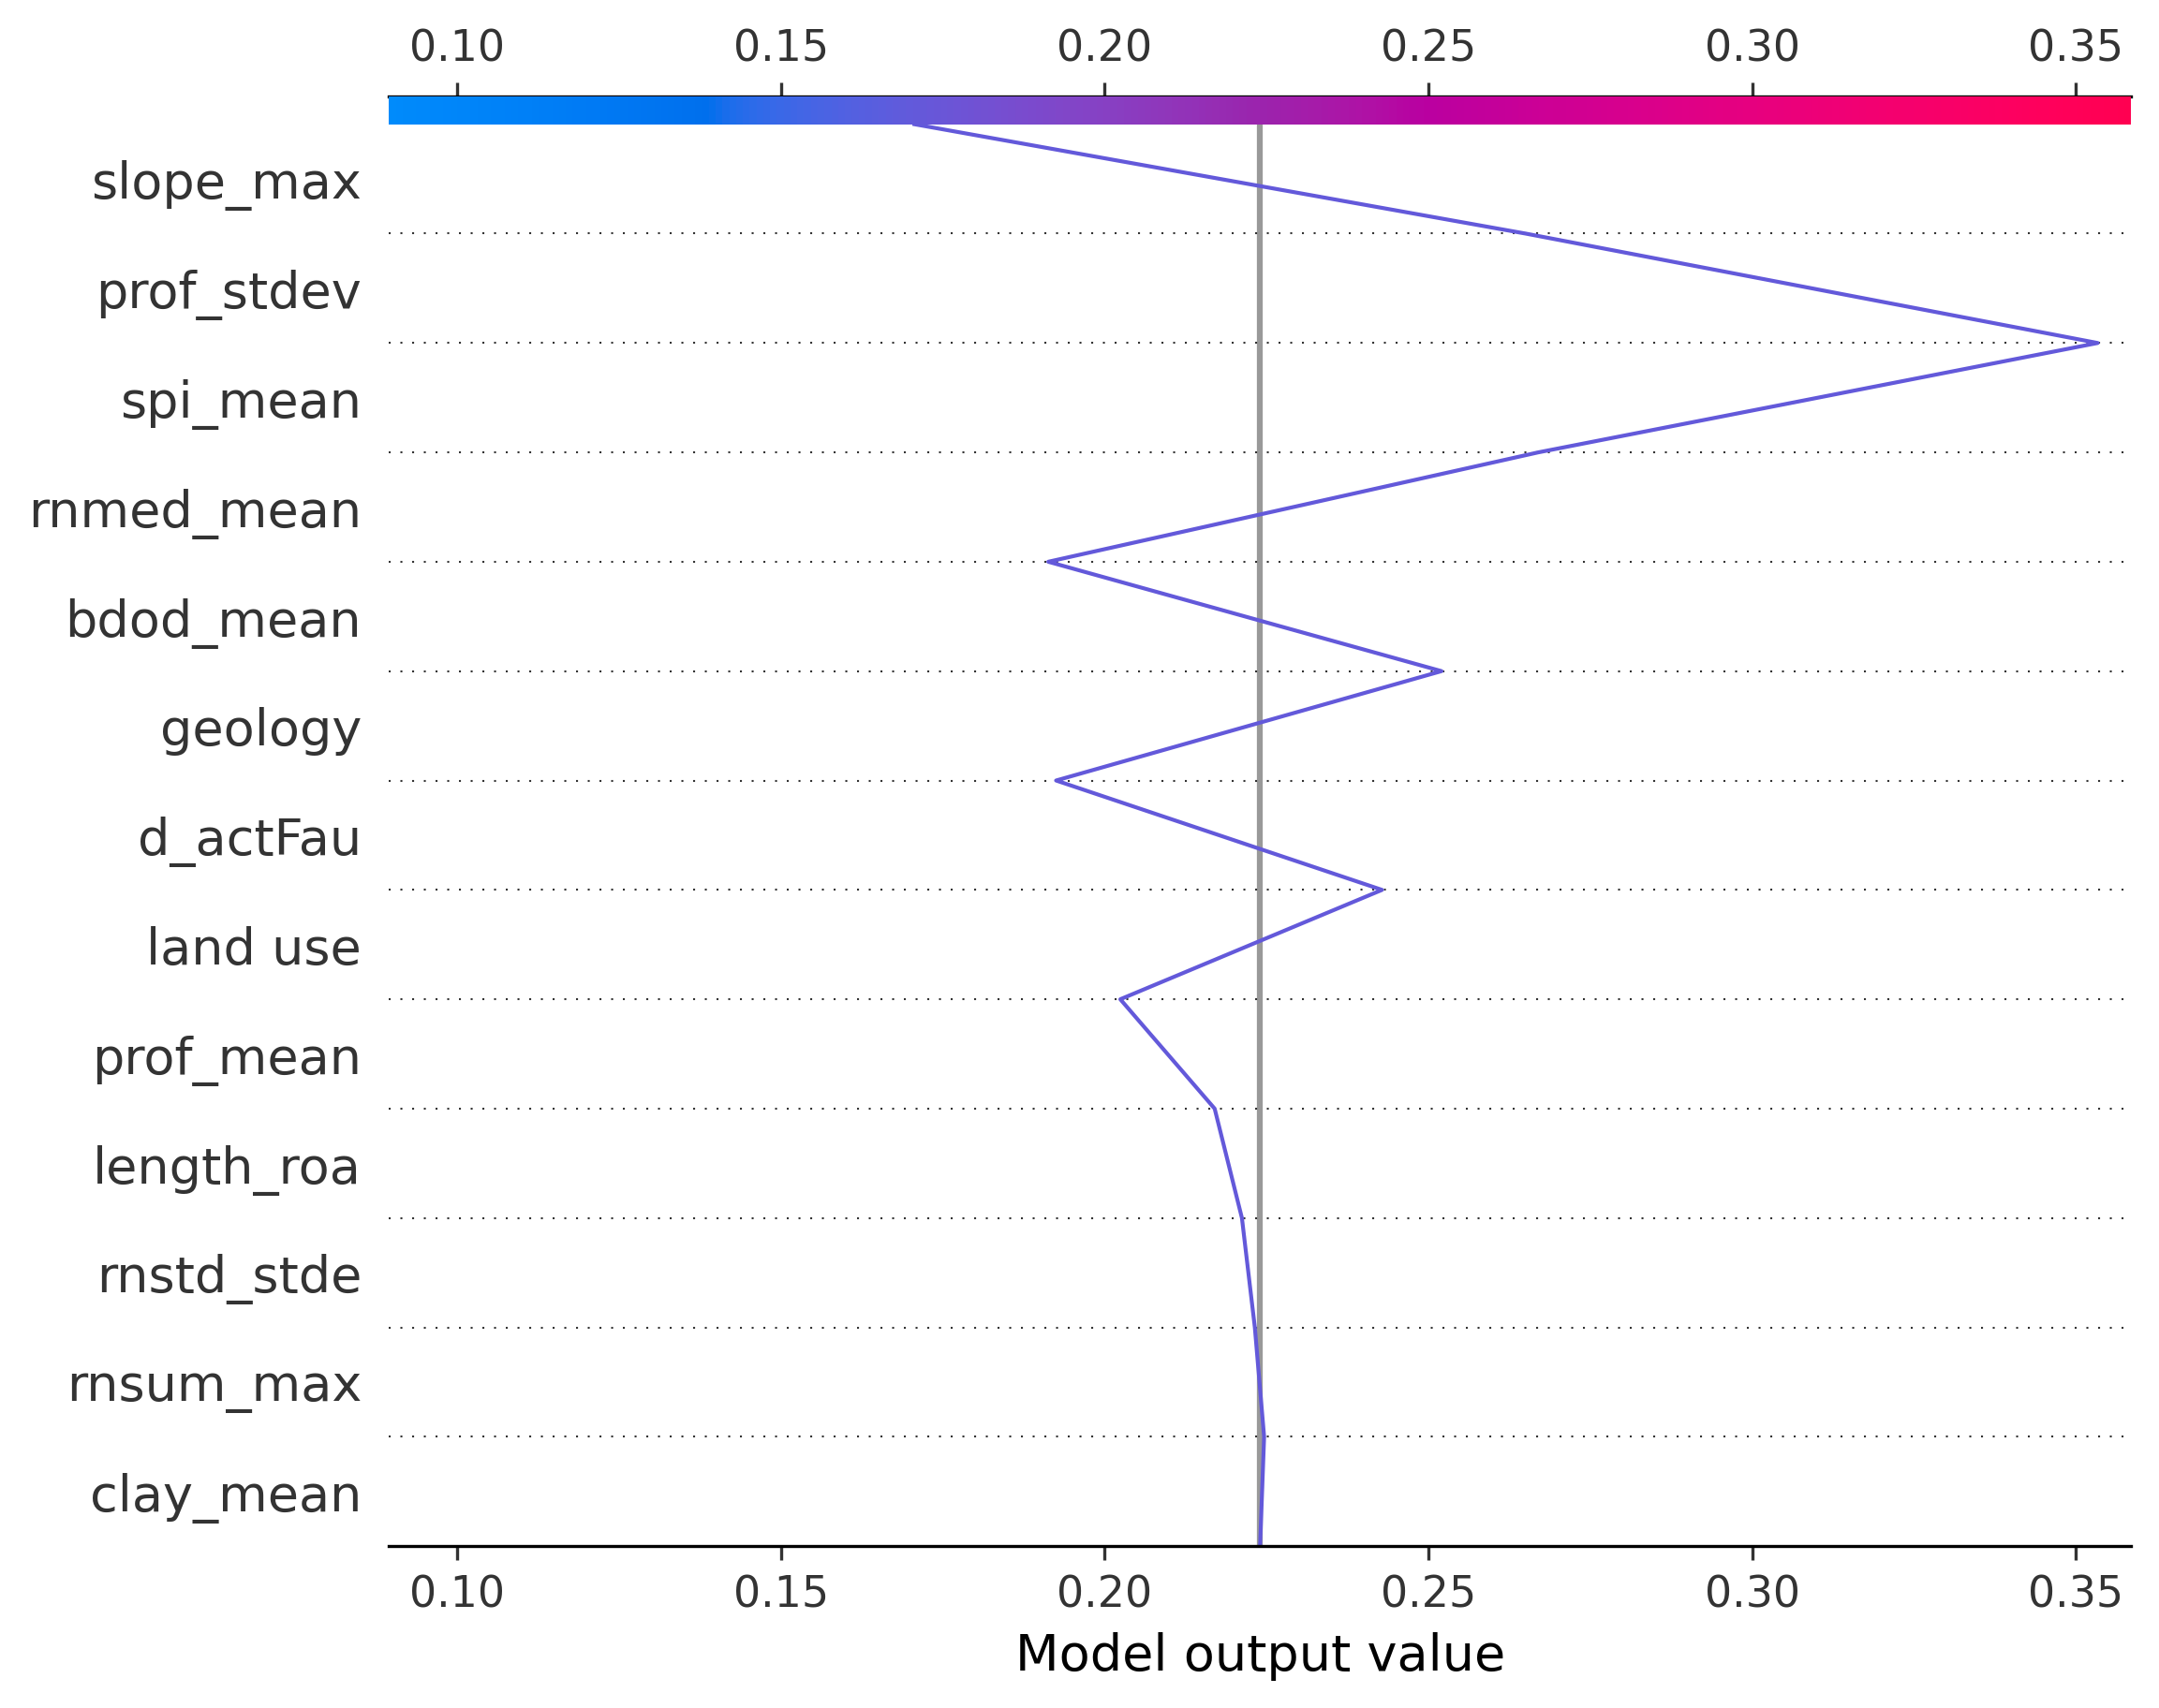 0.10 0.15 0.20 0.25 0.30 0.35
slope_max
prof_stdev
spi_mean
rnmed_mean
bdod_mean
geology
d_actFau
land use
prof_mean
length_roa
rnstd_stde
rnsum_max
clay_mean
0.10 0.15 0.20 0.25 0.30 0.35
Model output value